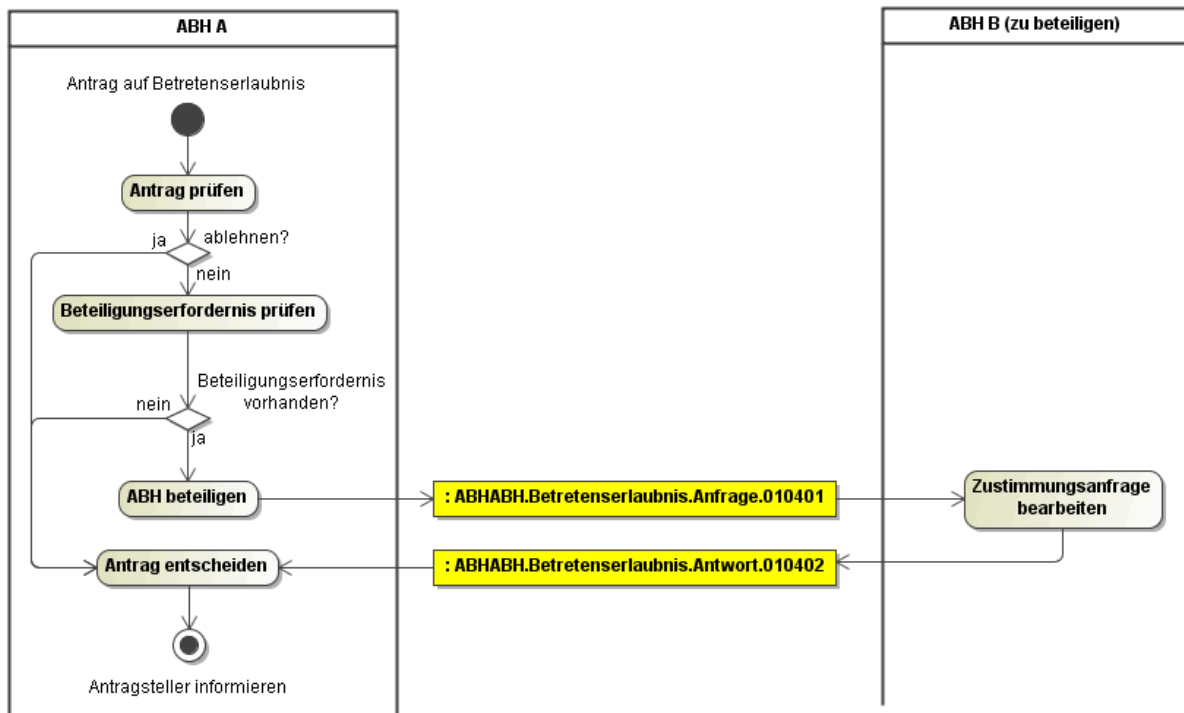 ABH A
ABH B (zu beteiligen)
Antrag auf Betretenserlaubnis
Antrag prüfen
ja
ablehnen?
nein
Beteiligungserfordernis prüfen
Beteiligungserfordernis
vorhanden?
nein
ja
ABH beteiligen
: ABHABH.Betretenserlaubnis.Anfrage.010401
Zustimmungsanfrage
bearbeiten
Antrag entscheiden
: ABHABH.Betretenserlaubnis.Antwort.010402
Antragsteller informieren